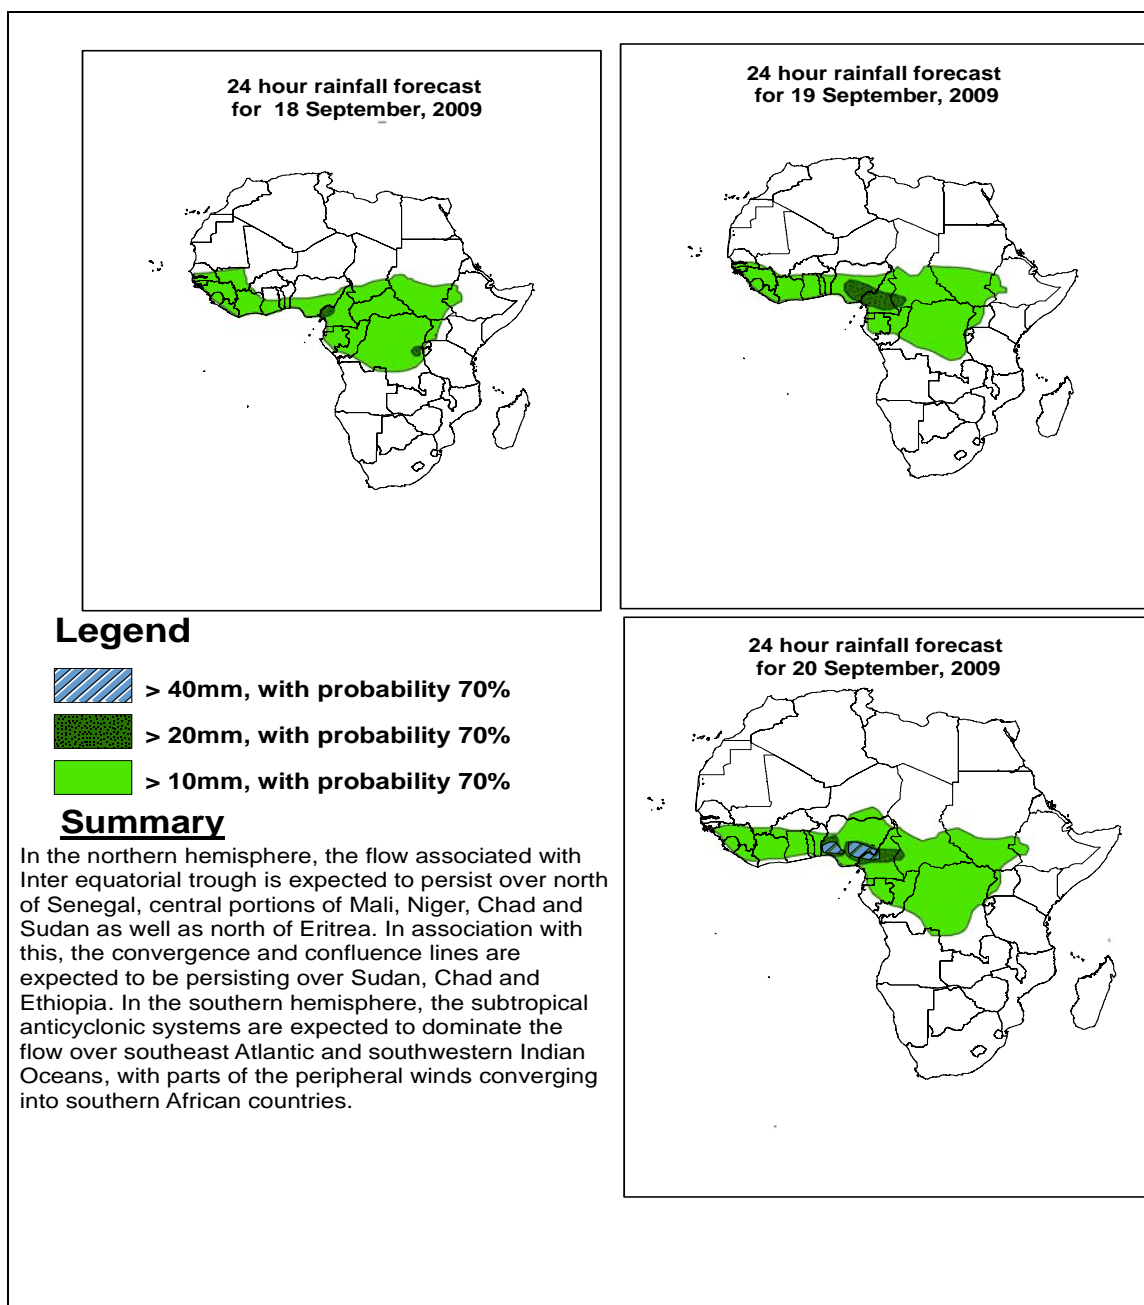 24 hour rainfall forecast
for 18 September, 2009
24 hour rainfall forecast
for 19 September, 2009
Legend
> 40mm, with probability 70%
> 20mm, with probability 70%
> 10mm, with probability 70%
Summary
In the northern hemisphere, the flow associated with
Inter equatorial trough is expected to persist over north
of Senegal, central portions of Mali, Niger, Chad and
Sudan as well as north of Eritrea. In association with
this, the convergence and confluence lines are
expected to be persisting over Sudan, Chad and
Ethiopia. In the southern hemisphere, the subtropical
anticyclonic systems are expected to dominate the
flow over southeast Atlantic and southwestern Indian
Oceans, with parts of the peripheral winds converging
into southern African countries.
24 hour rainfall forecast
for 20 September, 2009